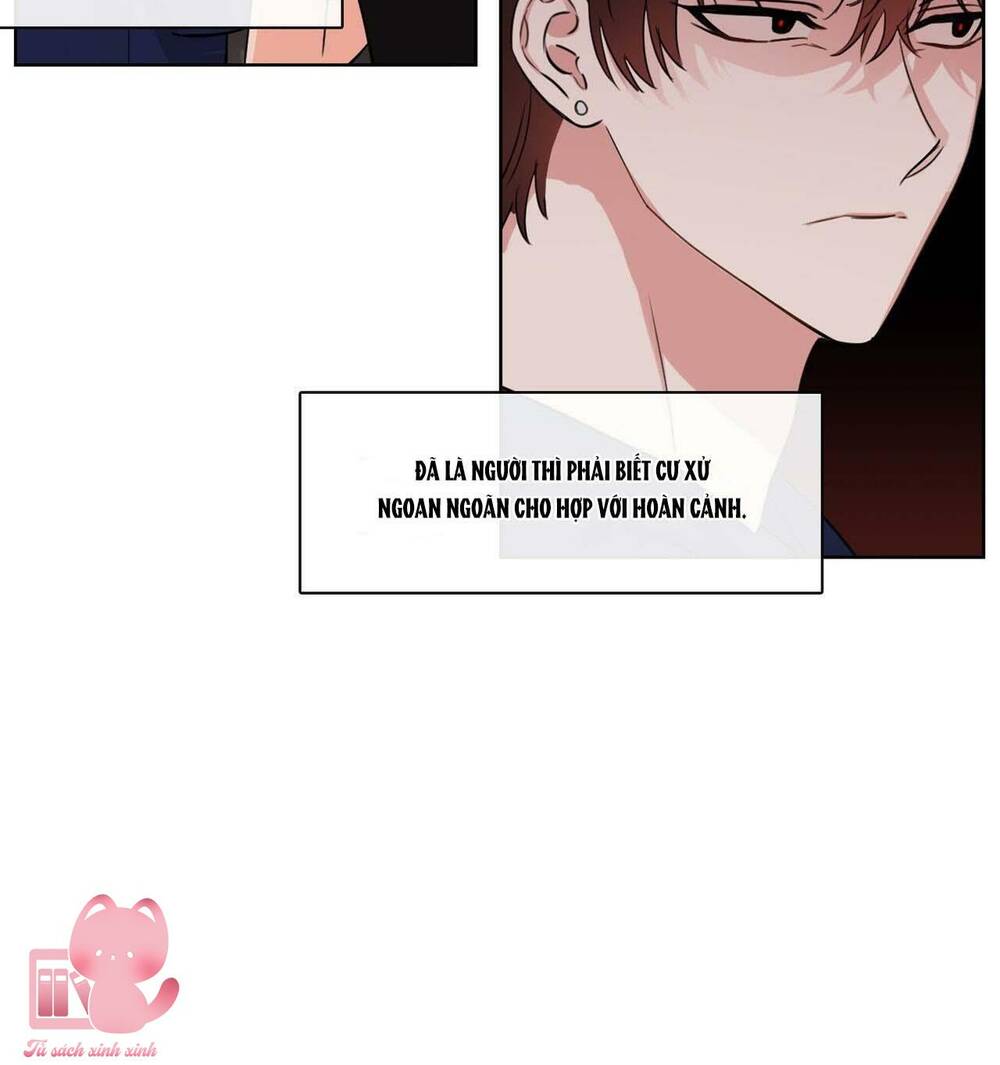 ĐÃ LÀ NGƯỜI THÌ PHẢI BIẾT CƯ XỬ
NGOAN NGOÃN CHO HỢP VỚI HOÀN CẢNH.
Tủ sách xinh xinh